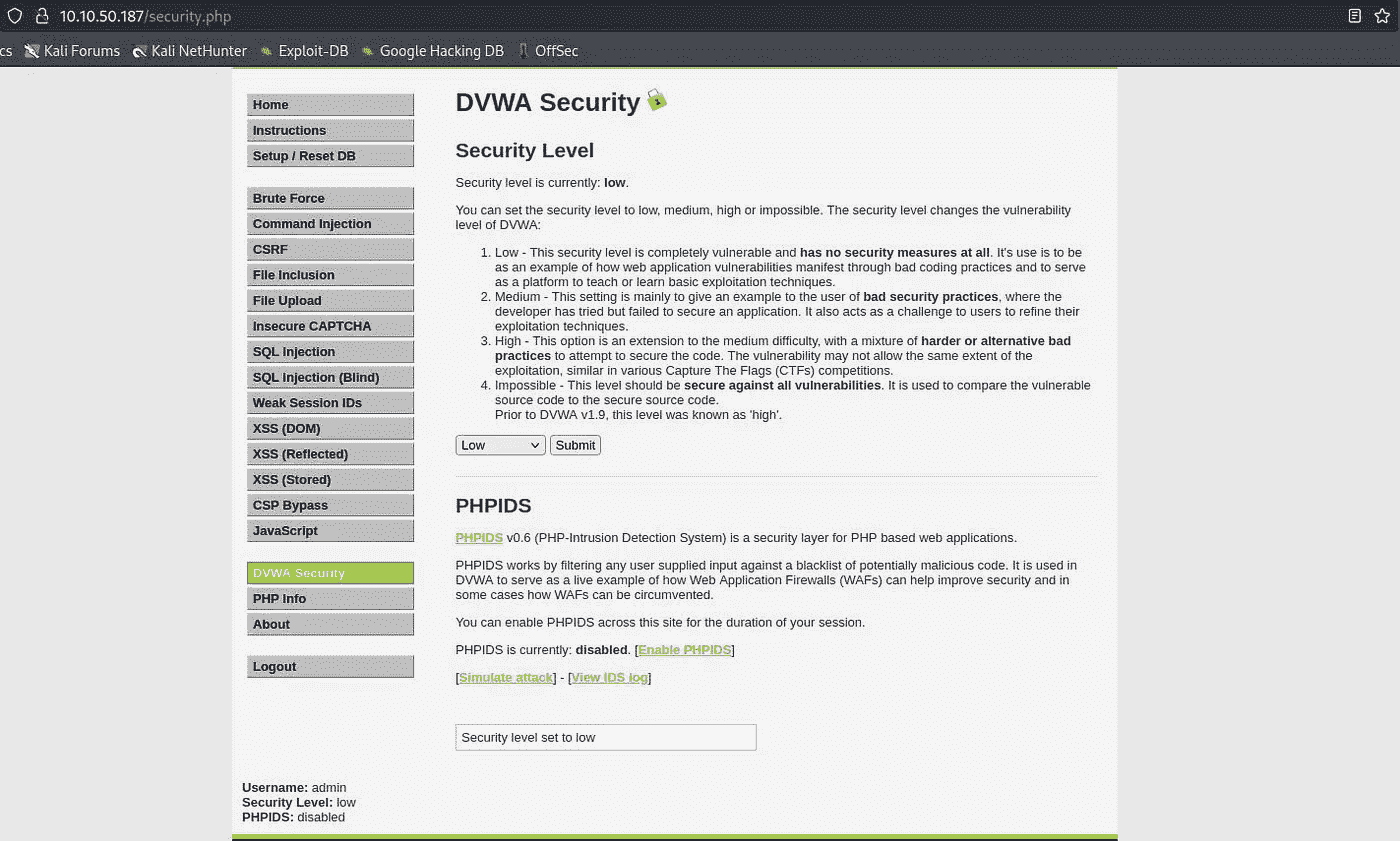 10.10.50.187/security.php
cs Kali Forums Kali NetHunter Exploit-DB Google Hacking DB OffSec
Home
Instructions
Setup / Reset DB
Brute Force
Command Injection
CSRF
File Inclusion
File Upload
Insecure CAPTCHA
SQL Injection
SQL Injection (Blind)
Weak Session IDs
XSS (DOM)
XSS (Reflected)
XSS (Stored)
CSP Bypass
JavaScript
DVWA Security
PHP Info
About
Logout
DVWA Security
Security Level
Security level is currently: low.
You can set the security level to low, medium, high or impossible. The security level changes the vulnerability
level of DVWA:
1. Low - This security level is completely vulnerable and has no security measures at all. It's use is to be
as an example of how web application vulnerabilities manifest through bad coding practices and to serve
as a platform to teach or learn basic exploitation techniques.
2. Medium - This setting is mainly to give an example to the user of bad security practices, where the
developer has tried but failed to secure an application. It also acts as a challenge to users to refine their
exploitation techniques.
3. High - This option is an extension to the medium difficulty, with a mixture of harder or alternative bad
practices to attempt to secure the code. The vulnerability may not allow the same extent of the
exploitation, similar in various Capture The Flags (CTFs) competitions.
4. Impossible - This level should be secure against all vulnerabilities. It is used to compare the vulnerable
source code to the secure source code.
Prior to DVWA v1.9, this level was known as 'high'.
Low Submit
PHPIDS
PHPIDS v0.6 (PHP-Intrusion Detection System) is a security layer for PHP based web applications.
PHPIDS works by filtering any user supplied input against a blacklist of potentially malicious code. It is used in
DVWA to serve as a live example of how Web Application Firewalls (WAFs) can help improve security and in
some cases how WAFs can be circumvented.
You can enable PHPIDS across this site for the duration of your session.
PHPIDS is currently: disabled. [Enable PHPIDS]
[Simulate attack] - [View IDS log]
Security level set to low
Username: admin
Security Level: low
PHPIDS: disabled